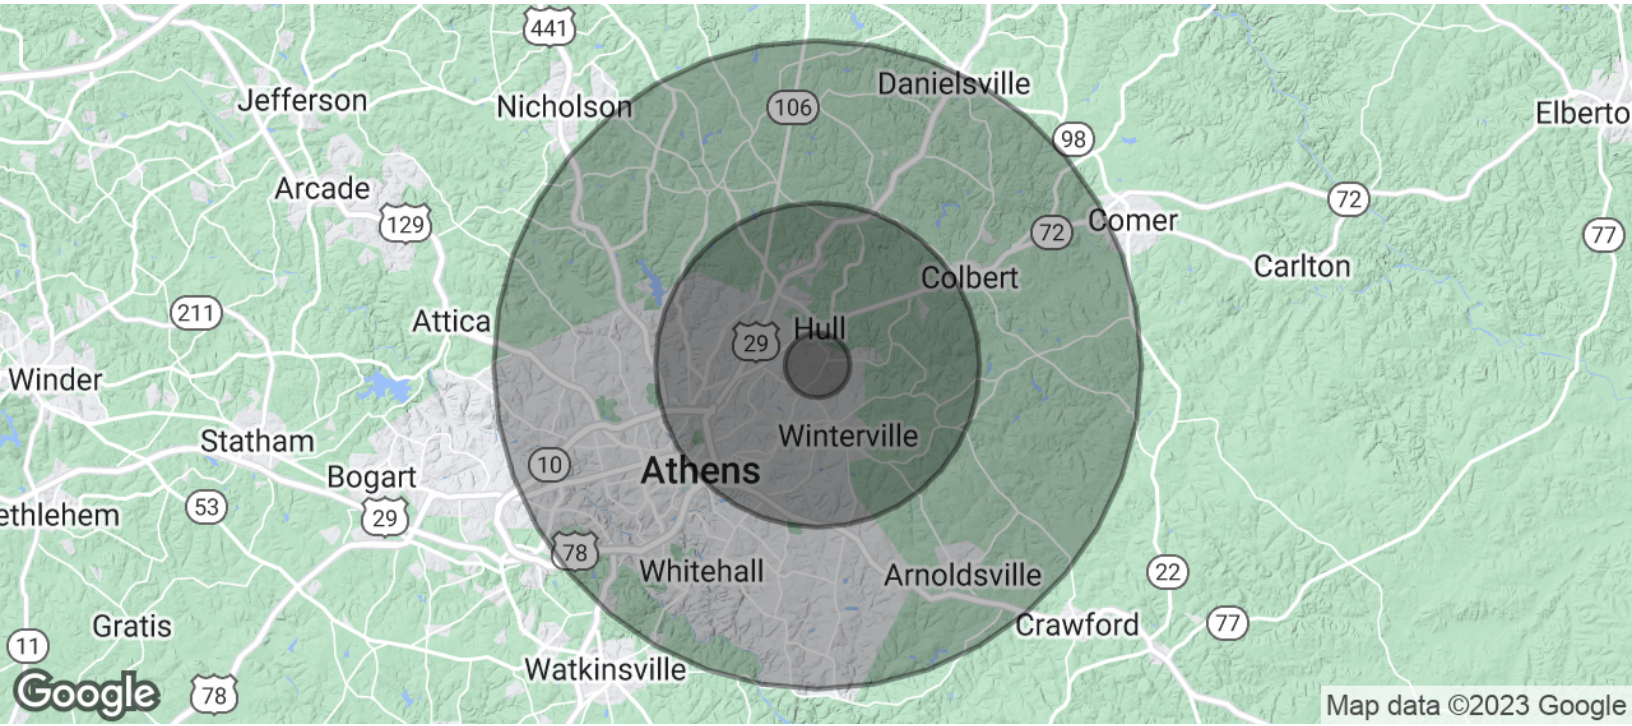 441
Danielsville
Jefferson
Nicholson
106
Elberto
98
Arcade
72
129
Comer
72
77
Carlton
Colbert
211
Attica
Hull
29
Winder
Statham
Winterville
10
Athens
Bogart
53
29
ethlehem
78
Whitehall
Arnoldsville
22
Gratis
Crawford
77
11
Watkinsville
Google
78
Map data ©2023 Google